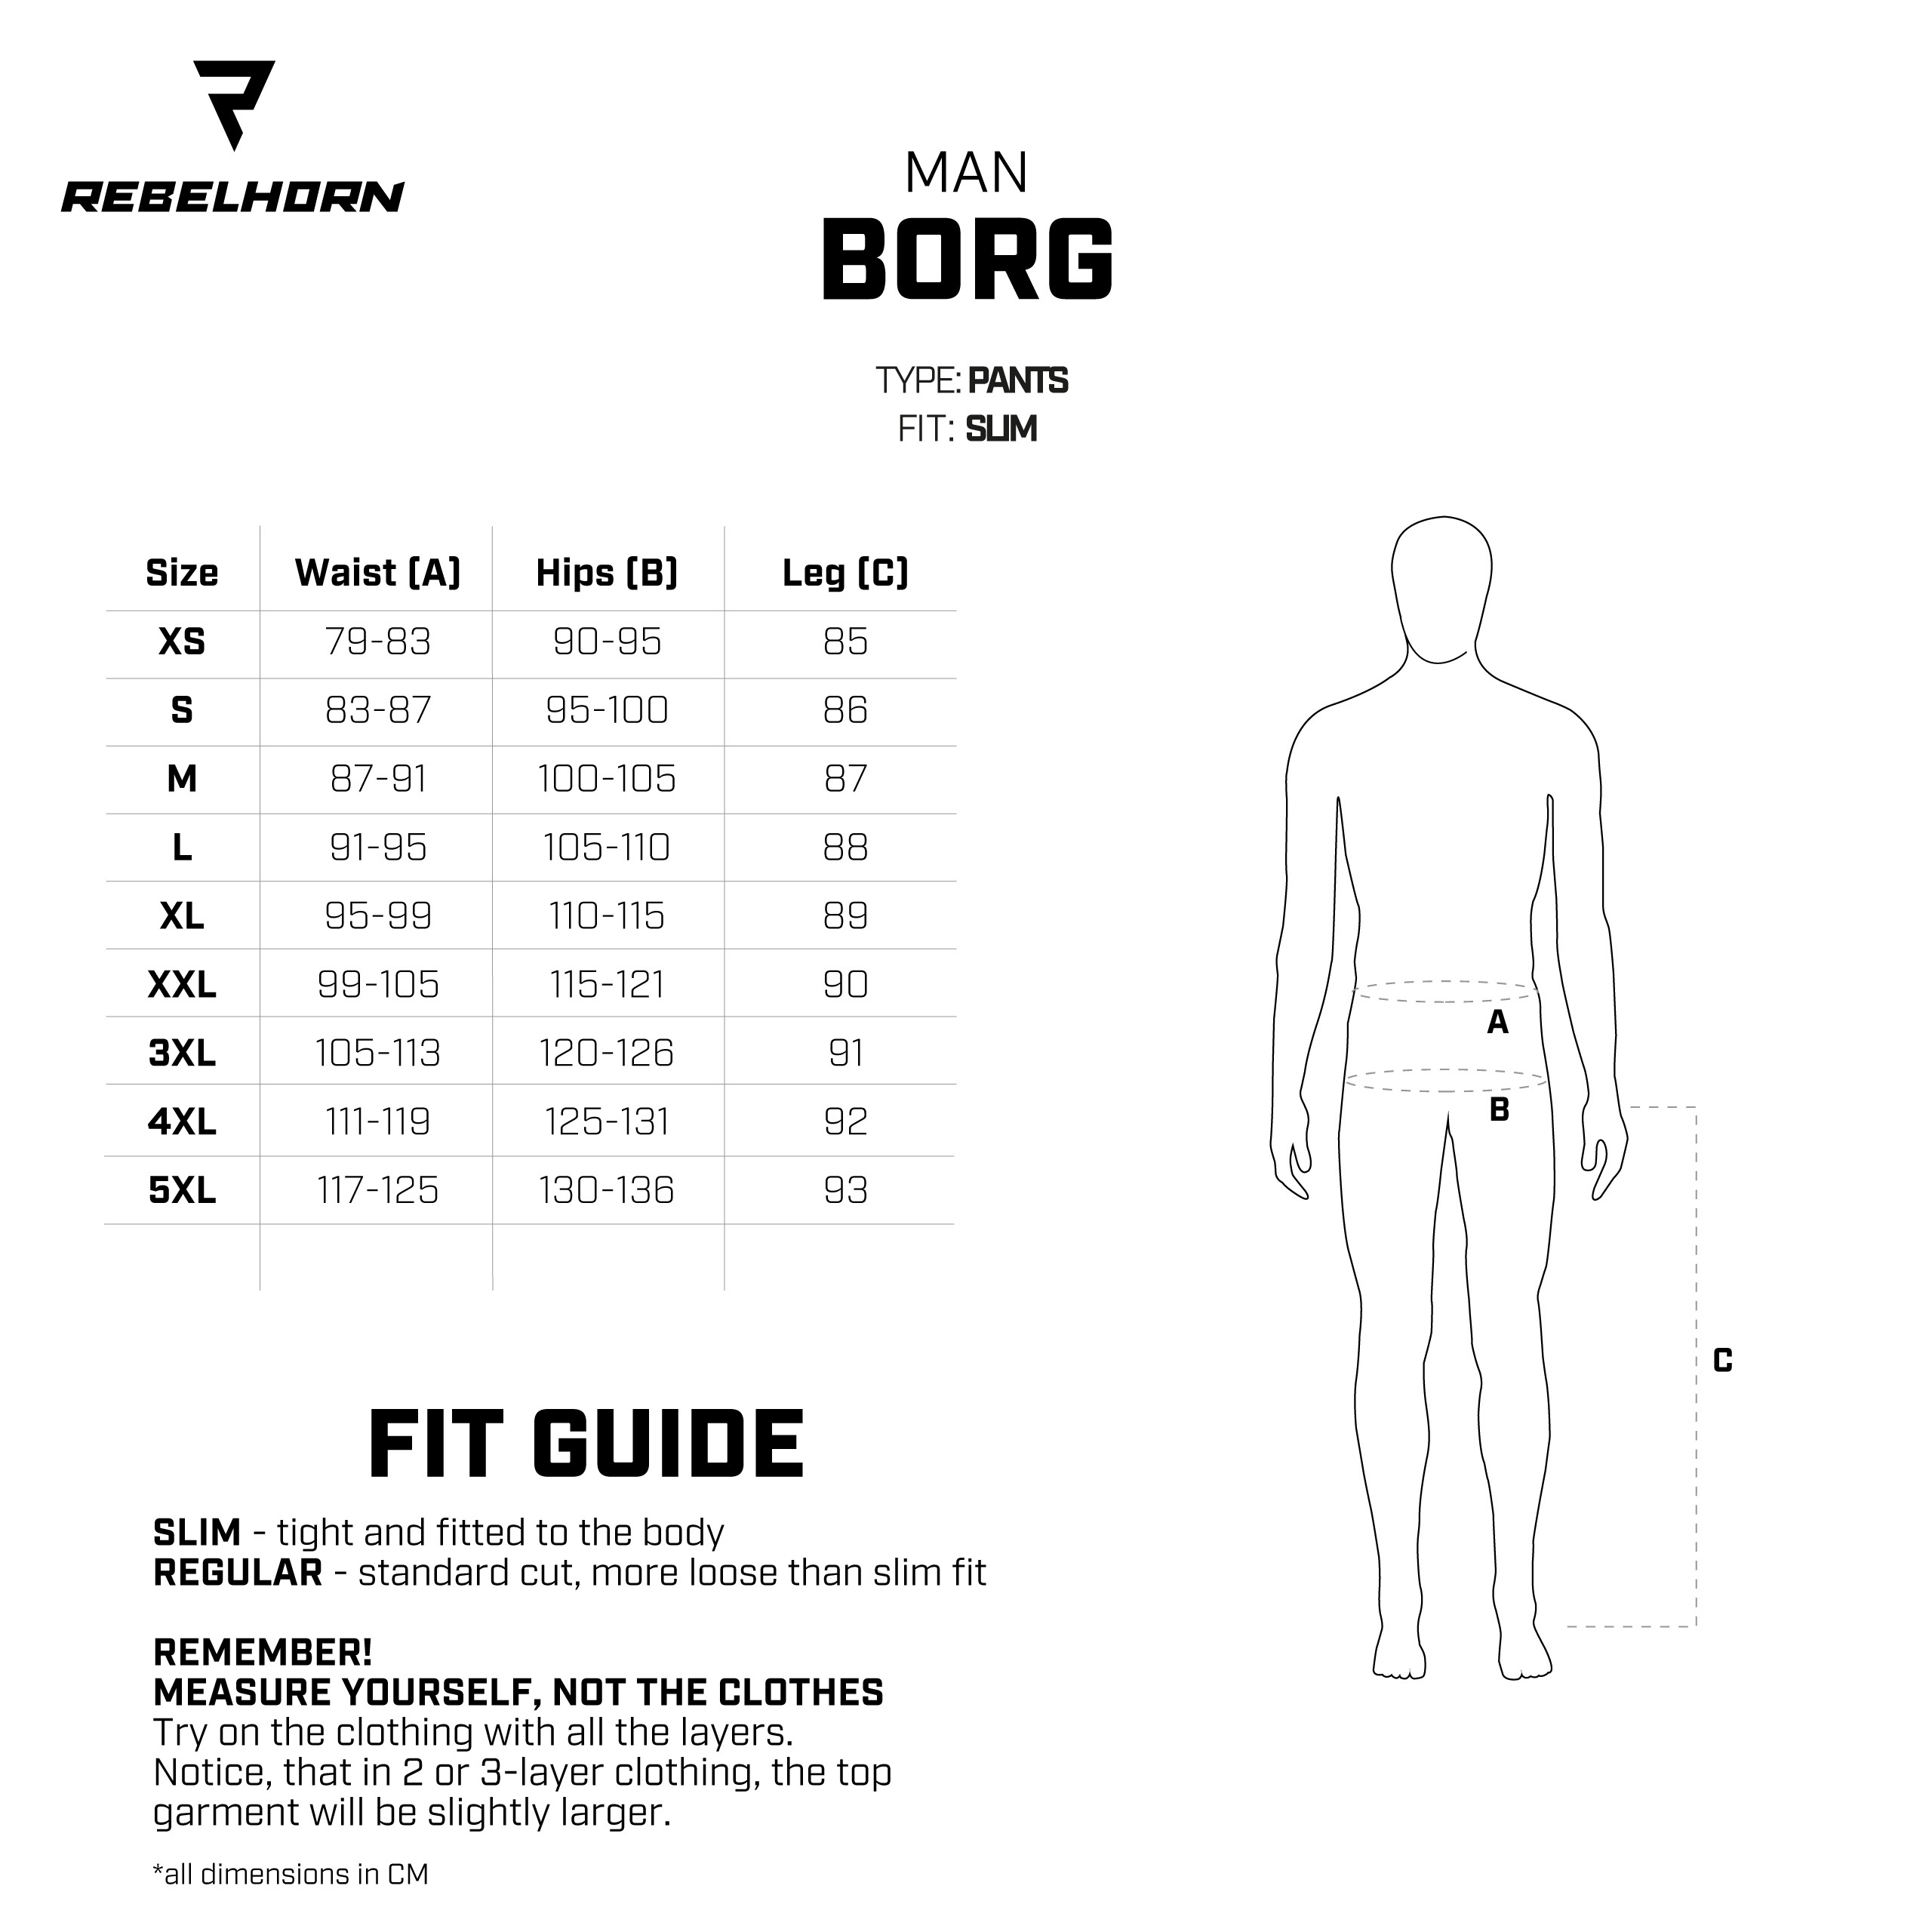 REBELHORN
MAN
BORG
TYPE: PANTS
FIT: SLIM
Size Waist (A) Hips (B) Leg (C)
XS 79-83 90-95 85
S 83-87 95-100 86
M 87-91 100-105 87
L 91-95 105-110 88
XL 95-99 110-115 89
XXL 99-105 115-121 90
3XL 105-113 120-126 91
4XL 111-119 125-131 92
5XL 117-125 130-136 93
A
B
C
FIT GUIDE
SLIM - tight and fitted to the body
REGULAR - standard cut, more loose than slim fit
REMEMBER!
MEASURE YOURSELF, NOT THE CLOTHES
Try on the clothing with all the layers.
Notice, that in 2 or 3-layer clothing, the top
garment will be slightly larger.
*all dimensions in CM